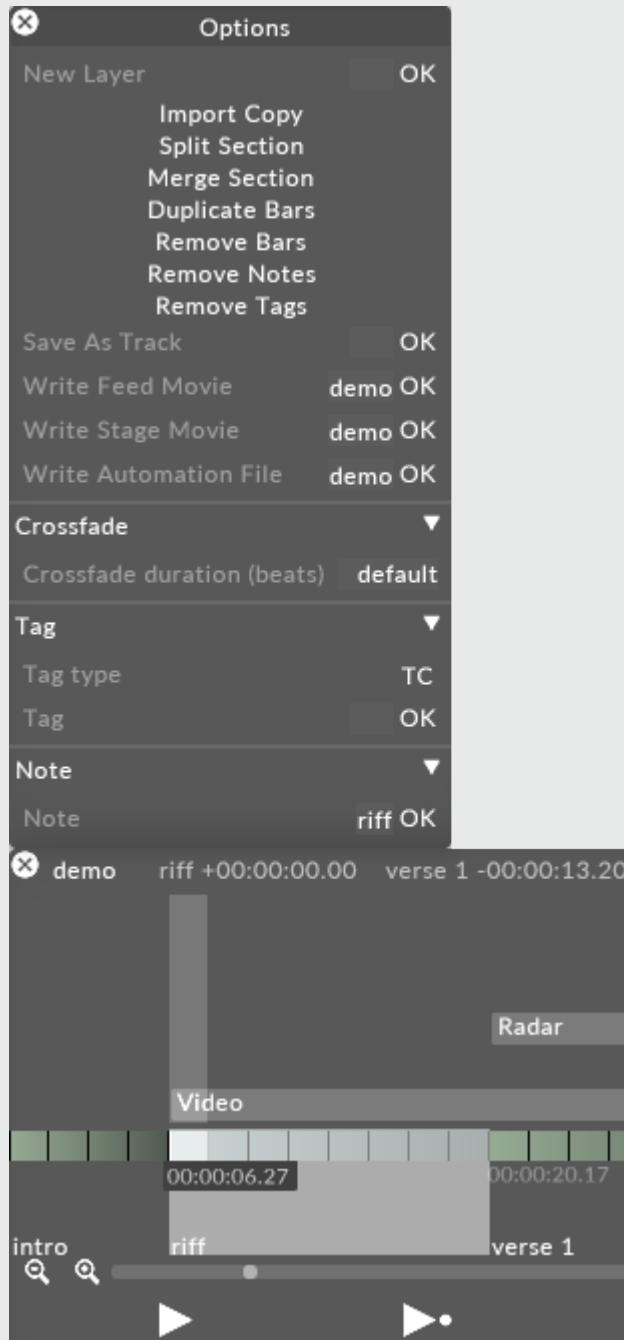 Options
New Layer OK
Import Copy
Split Section
Merge Section
Duplicate Bars
Remove Bars
Remove Notes
Remove Tags
Save As Track OK
Write Feed Movie demo OK
Write Stage Movie demo OK
Write Automation File demo OK
Crossfade
Crossfade duration (beats) default
Tag
Tag type TC
Tag OK
Note
Note riff OK
demo riff +00:00:00.00 verse 1 -00:00:13.20
Radar
Video
00:00:06.27 00:00:20.17
intro riff verse 1